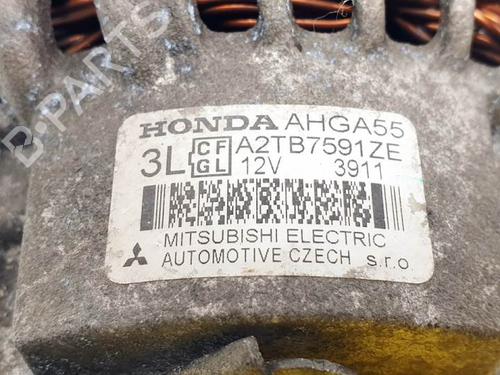 B-PARTS
HONDA AHGA55
3L CF GL A2TB7591ZE
12V 3911
MITSUBISHI ELECTRIC
AUTOMOTIVE CZECH s.r.o